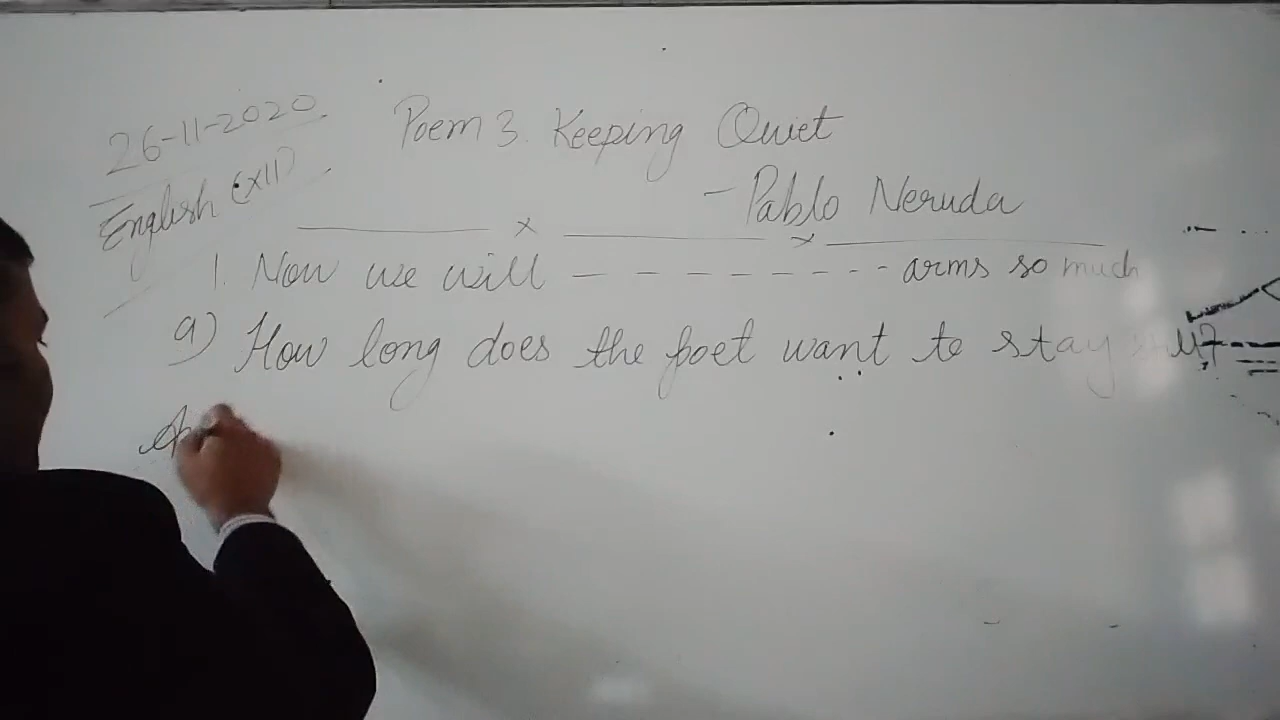 26-11-2020
English (XII)
Poem 3. Keeping Quiet
- Pablo Neruda
1. Now we will - - - - - - - - arms so much
a) How long does the poet want to stay